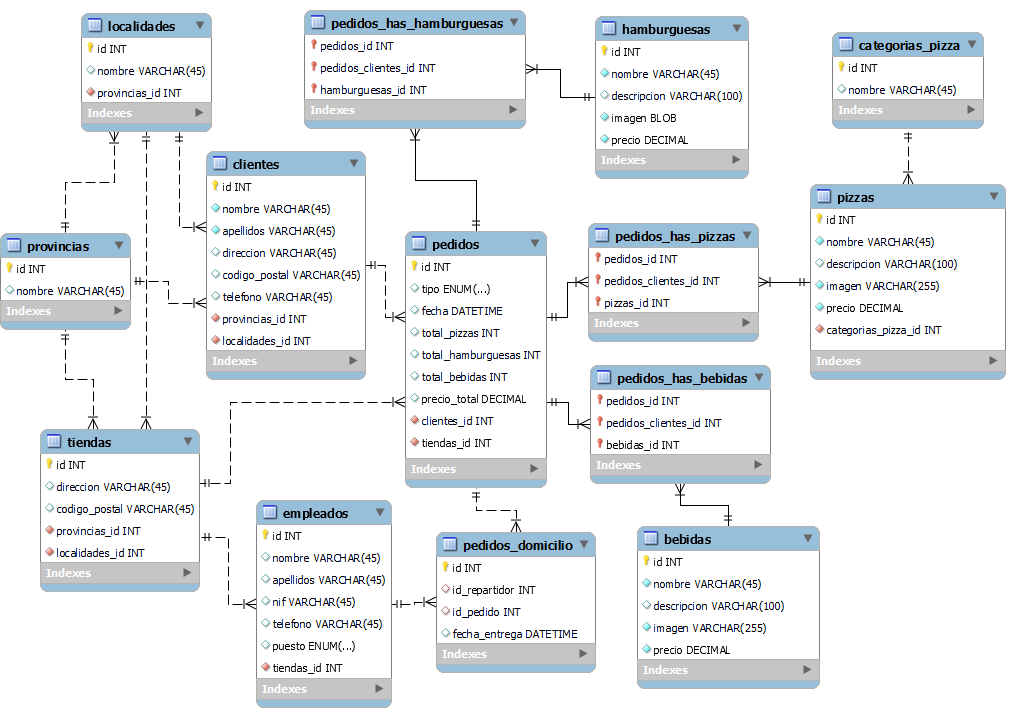 localidades
id INT
nombre VARCHAR(45)
provincias_id INT
Indexes
pedidos_has_hamburguesas
pedidos_id INT
pedidos_clientes_id INT
hamburguesas_id INT
Indexes
hamburguesas
id INT
nombre VARCHAR(45)
descripcion VARCHAR(100)
imagen BLOB
precio DECIMAL
Indexes
categorias_pizza
id INT
nombre VARCHAR(45)
Indexes
clientes
id INT
nombre VARCHAR(45)
apellidos VARCHAR(45)
direccion VARCHAR(45)
codigo_postal VARCHAR(45)
telefono VARCHAR(45)
provincias_id INT
localidades_id INT
Indexes
provincias
id INT
nombre VARCHAR(45)
Indexes
pedidos
id INT
tipo ENUM(...)
fecha DATETIME
total_pizzas INT
total_hamburguesas INT
total_bebidas INT
precio_total DECIMAL
clientes_id INT
tiendas_id INT
Indexes
pedidos_has_pizzas
pedidos_id INT
pedidos_clientes_id INT
pizzas_id INT
Indexes
pizzas
id INT
nombre VARCHAR(45)
descripcion VARCHAR(100)
imagen VARCHAR(255)
precio DECIMAL
categorias_pizza_id INT
Indexes
pedidos_has_bebidas
pedidos_id INT
pedidos_clientes_id INT
bebidas_id INT
Indexes
tiendas
id INT
direccion VARCHAR(45)
codigo_postal VARCHAR(45)
provincias_id INT
localidades_id INT
Indexes
empleados
id INT
nombre VARCHAR(45)
apellidos VARCHAR(45)
nif VARCHAR(45)
telefono VARCHAR(45)
puesto ENUM(...)
tiendas_id INT
Indexes
pedidos_domicilio
id INT
id_repartidor INT
id_pedido INT
fecha_entrega DATETIME
Indexes
bebidas
id INT
nombre VARCHAR(45)
descripcion VARCHAR(100)
imagen VARCHAR(255)
precio DECIMAL
Indexes